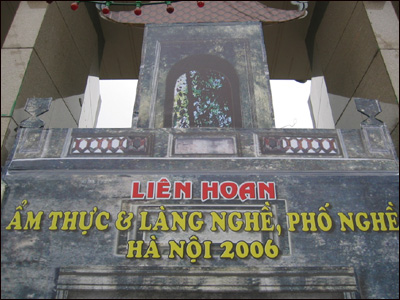 LIÊN HOAN
ẨM THỰC & LÀNG NGHỀ, PHỐ NGHỀ
HÀ NỘI 2006